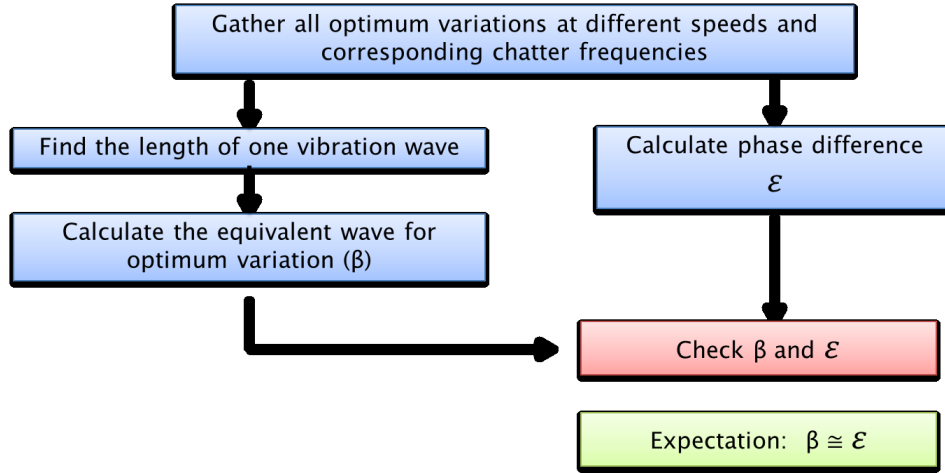 Gather all optimum variations at different speeds and
corresponding chatter frequencies
Find the length of one vibration wave
Calculate phase difference
ℰ
Calculate the equivalent wave for
optimum variation (β)
Check β and ℰ
Expectation: β ≅ ℰ